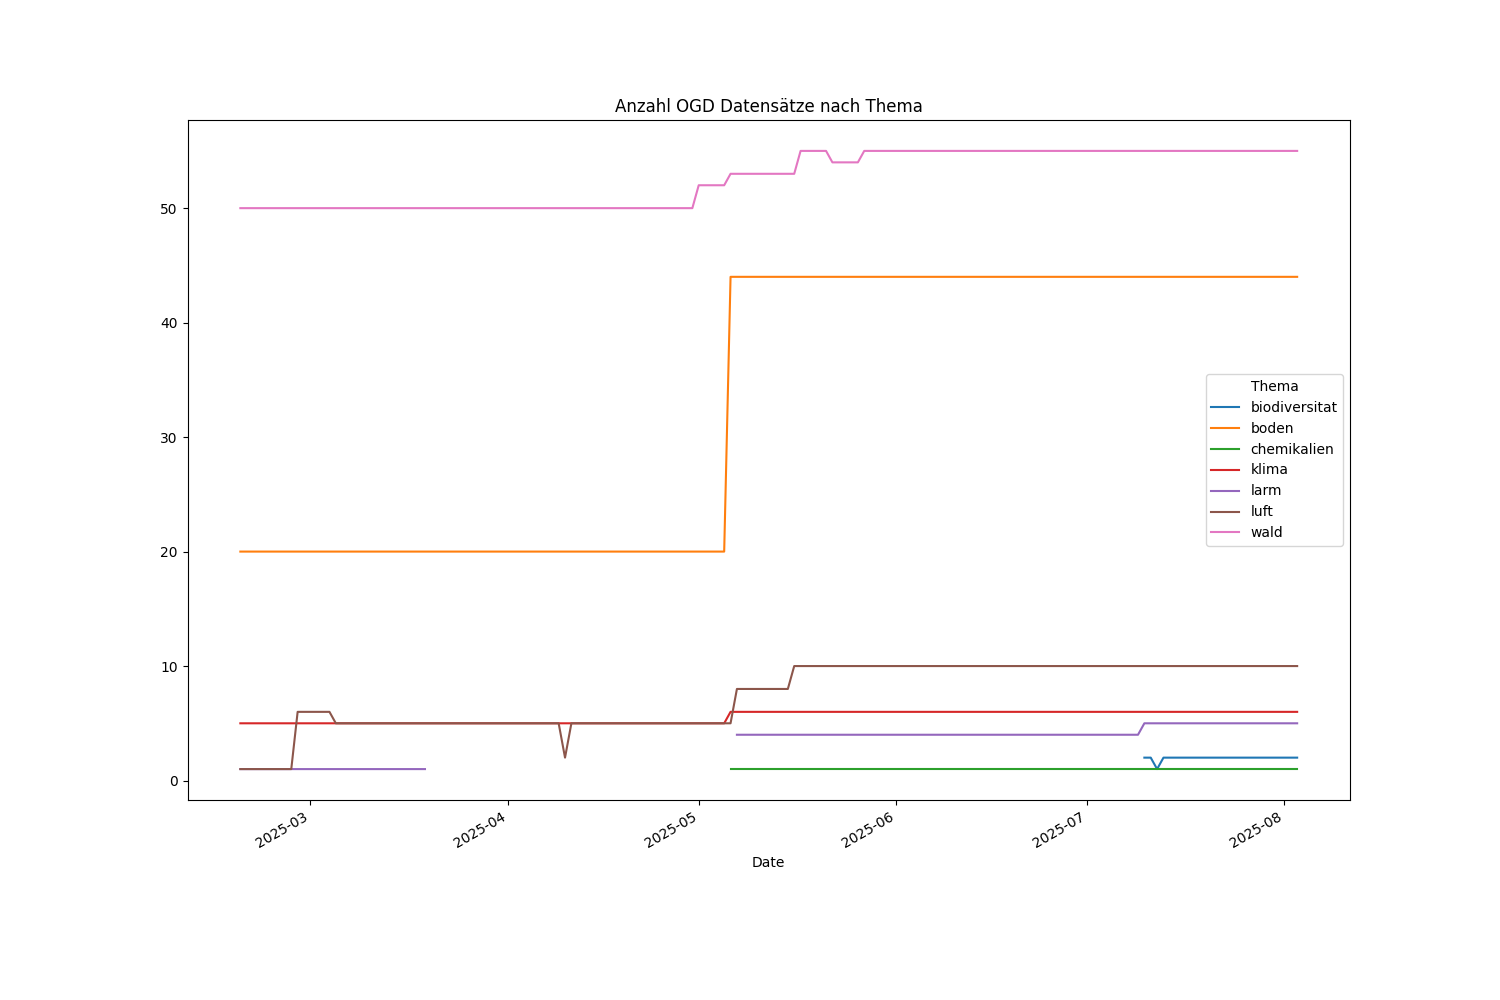 Anzahl OGD Datensätze nach Thema
50
40
30
20
10
0
Thema
biodiversitat
boden
chemikalien
klima
larm
luft
wald
2025-03
2025-04
2025-05
2025-06
2025-07
2025-08
Date